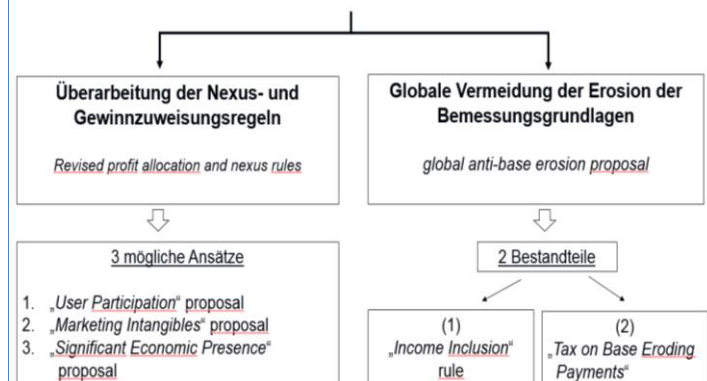 Überarbeitung der Nexus- und
Gewinnzuweisungsregeln
Revised profit allocation and nexus rules
Globale Vermeidung der Erosion der
Bemessungsgrundlagen
global anti-base erosion proposal
3 mögliche Ansätze
1. „User Participation“ proposal
2. „Marketing Intangibles“ proposal
3. „Significant Economic Presence“
proposal
2 Bestandteile
(1)
„Income Inclusion“
rule
(2)
„Tax on Base Eroding
Payments“